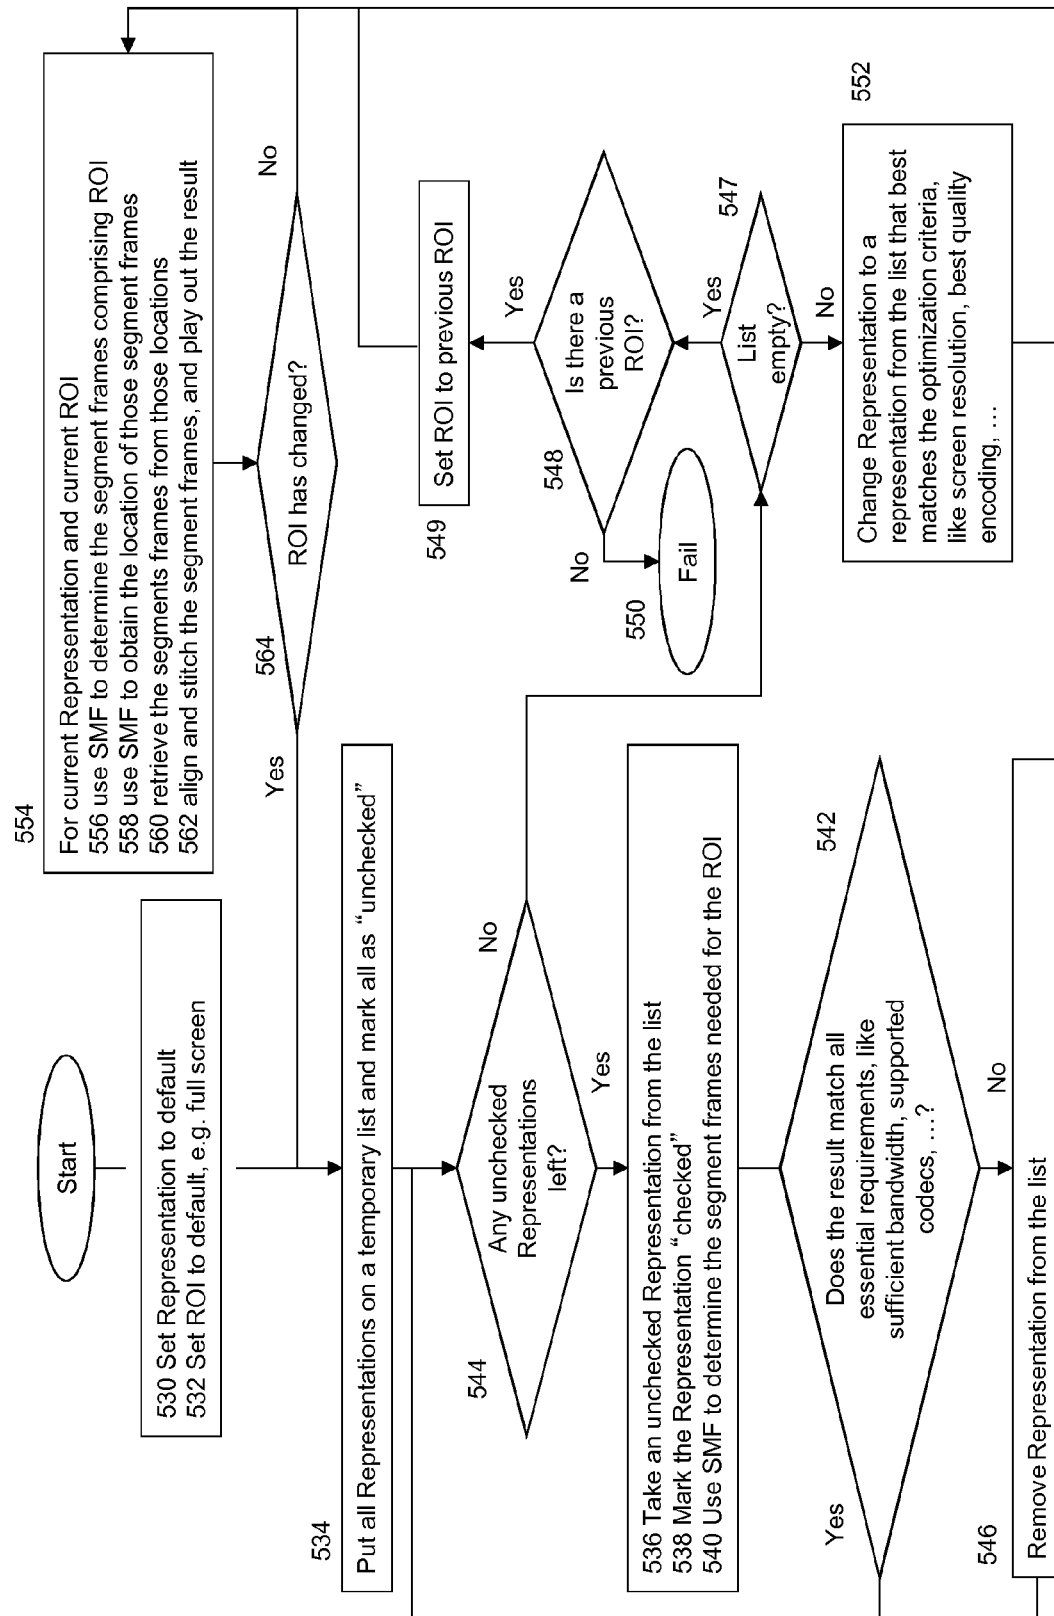 Start
530 Set Representation to default
532 Set ROI to default, e.g. full screen
534
Put all Representations on a temporary list and mark all as “unchecked”
544
Any unchecked
Representations
left?
No
Yes
536 Take an unchecked Representation from the list
538 Mark the Representation “checked”
540 Use SMF to determine the segment frames needed for the ROI
542
Does the result match all
essential requirements, like
sufficient bandwidth, supported
codecs, …?
Yes
No
546
Remove Representation from the list
554
For current Representation and current ROI
556 use SMF to determine the segment frames comprising ROI
558 use SMF to obtain the location of those segment frames
560 retrieve the segments frames from those locations
562 align and stitch the segment frames, and play out the result
564
ROI has changed?
Yes
No
549
Set ROI to previous ROI
Yes
548
Is there a
previous
ROI?
No
550
Fail
547
Yes
List
empty?
No
552
Change Representation to a
representation from the list that best
matches the optimization criteria,
like screen resolution, best quality
encoding, …